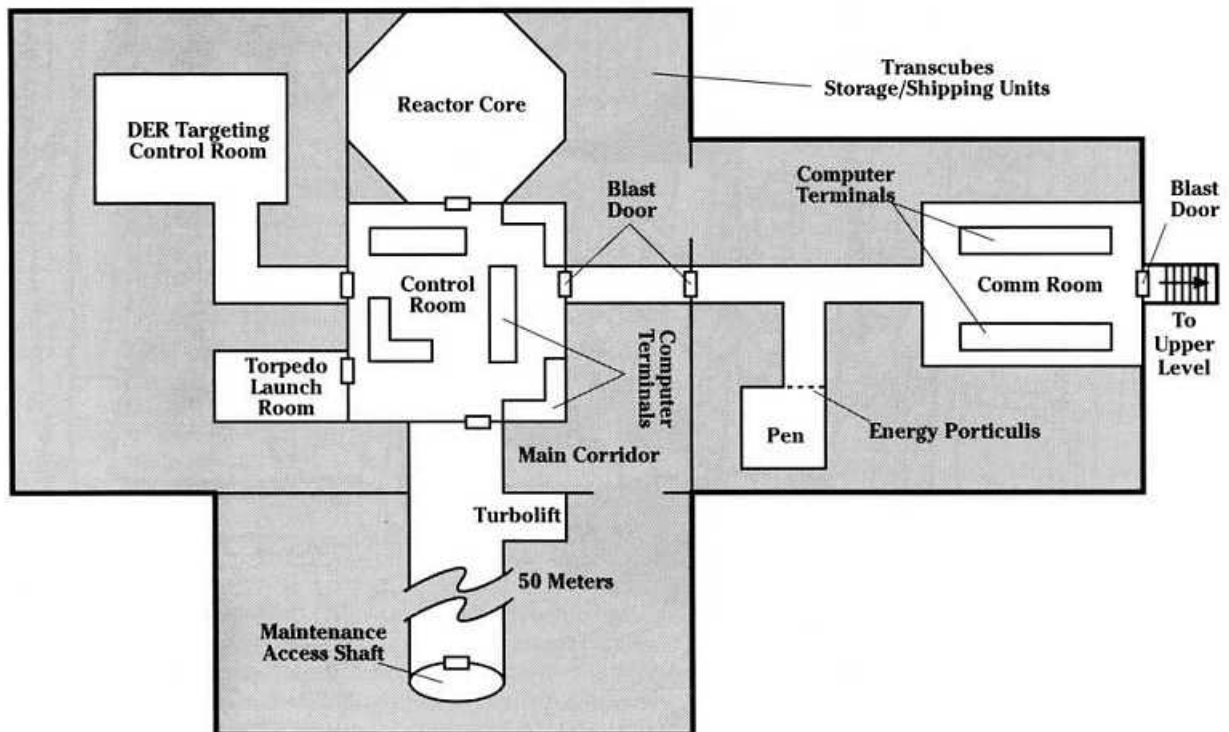 Transcubes
Storage/Shipping Units
Reactor Core
DER Targeting
Control Room
Blast
Door
Computer
Terminals
Blast
Door
Control
Room
Comm Room
To
Upper
Level
Torpedo
Launch
Room
Computer
Terminals
Pen
Energy Porticulis
Main Corridor
Turbolift
50 Meters
Maintenance
Access Shaft